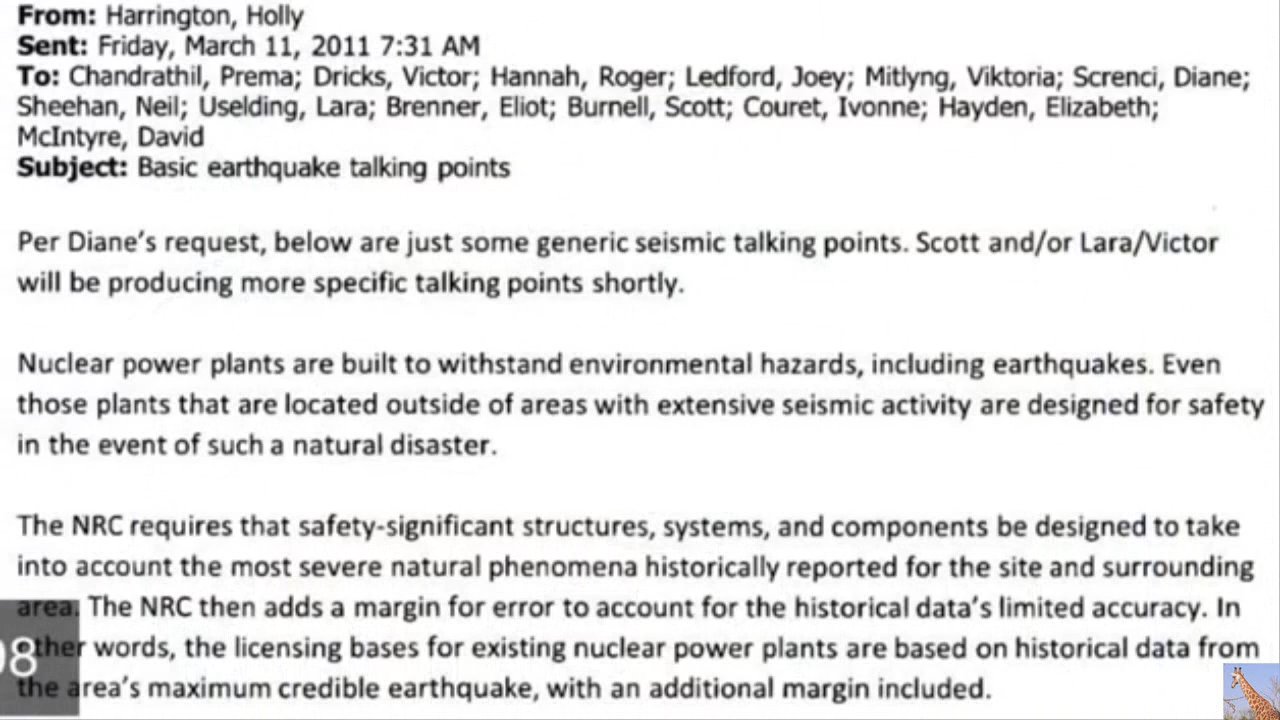 From: Harrington, Holly
Sent: Friday, March 11, 2011 7:31 AM
To: Chandrathil, Prema; Dricks, Victor; Hannah, Roger; Ledford, Joey; Mitlyng, Viktoria; Screnci, Diane;
Sheehan, Neil; Uselding, Lara; Brenner, Eliot; Burnell, Scott; Couret, Ivonne; Hayden, Elizabeth;
McIntyre, David
Subject: Basic earthquake talking points
Per Diane's request, below are just some generic seismic talking points. Scott and/or Lara/Victor
will be producing more specific talking points shortly.
Nuclear power plants are built to withstand environmental hazards, including earthquakes. Even
those plants that are located outside of areas with extensive seismic activity are designed for safety
in the event of such a natural disaster.
The NRC requires that safety-significant structures, systems, and components be designed to take
into account the most severe natural phenomena historically reported for the site and surrounding
area. The NRC then adds a margin for error to account for the historical data's limited accuracy. In
other words, the licensing bases for existing nuclear power plants are based on historical data from
the area's maximum credible earthquake, with an additional margin included.